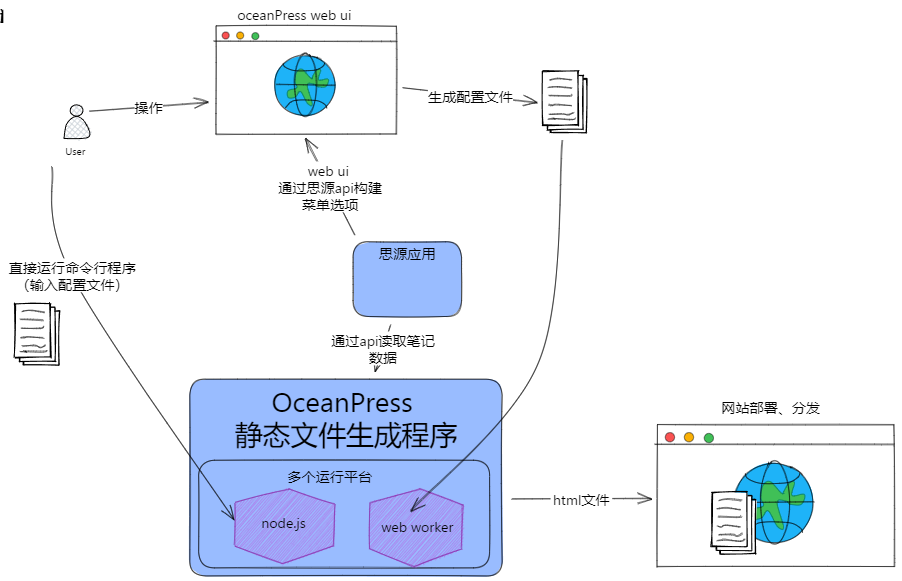 oceanPress web ui
操作
生成配置文件
User
web ui
通过思源api构建
菜单选项
思源应用
直接运行命令行程序
（输入配置文件）
通过api读取笔记
数据
OceanPress
静态文件生成程序
多个运行平台
node.js
web worker
html文件
网站部署、分发